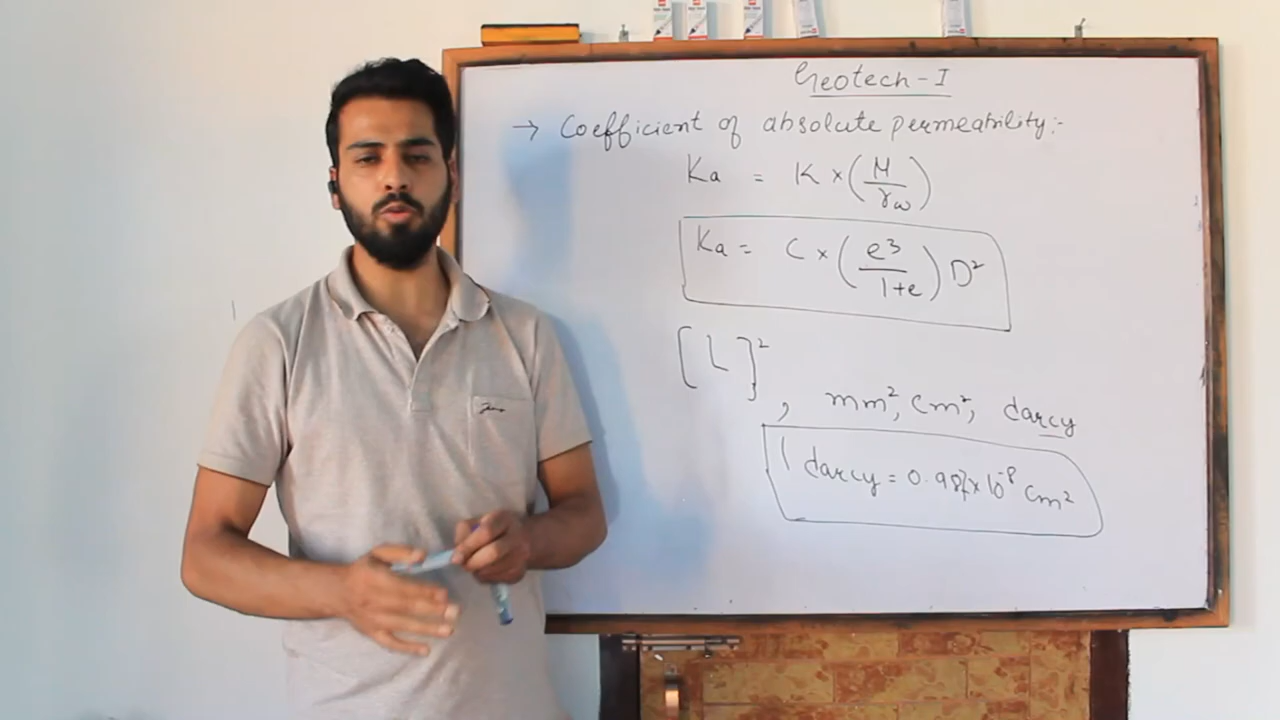 Geotech - I
→ Coefficient of absolute permeability:-
Ka = K × (μ / γω)
Ka = C × (e³ / 1+e) D²
[L]²
, mm², cm², darcy
1 darcy = 0.987 × 10⁻⁸ cm²